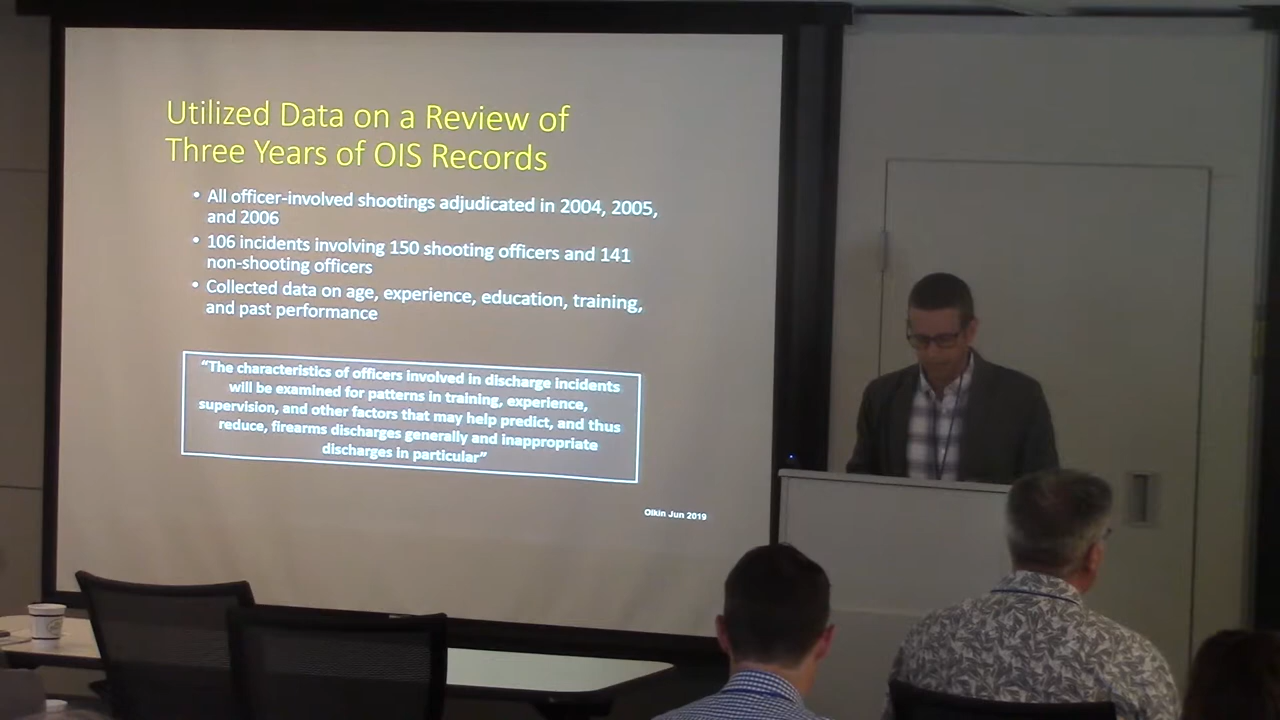 Utilized Data on a Review of
Three Years of OIS Records
• All officer-involved shootings adjudicated in 2004, 2005,
and 2006
• 106 incidents involving 150 shooting officers and 141
non-shooting officers
• Collected data on age, experience, education, training,
and past performance
“The characteristics of officers involved in discharge incidents
will be examined for patterns in training, experience,
supervision, and other factors that may help predict, and thus
reduce, firearms discharges generally and inappropriate
discharges in particular”
Olkin Jun 2019